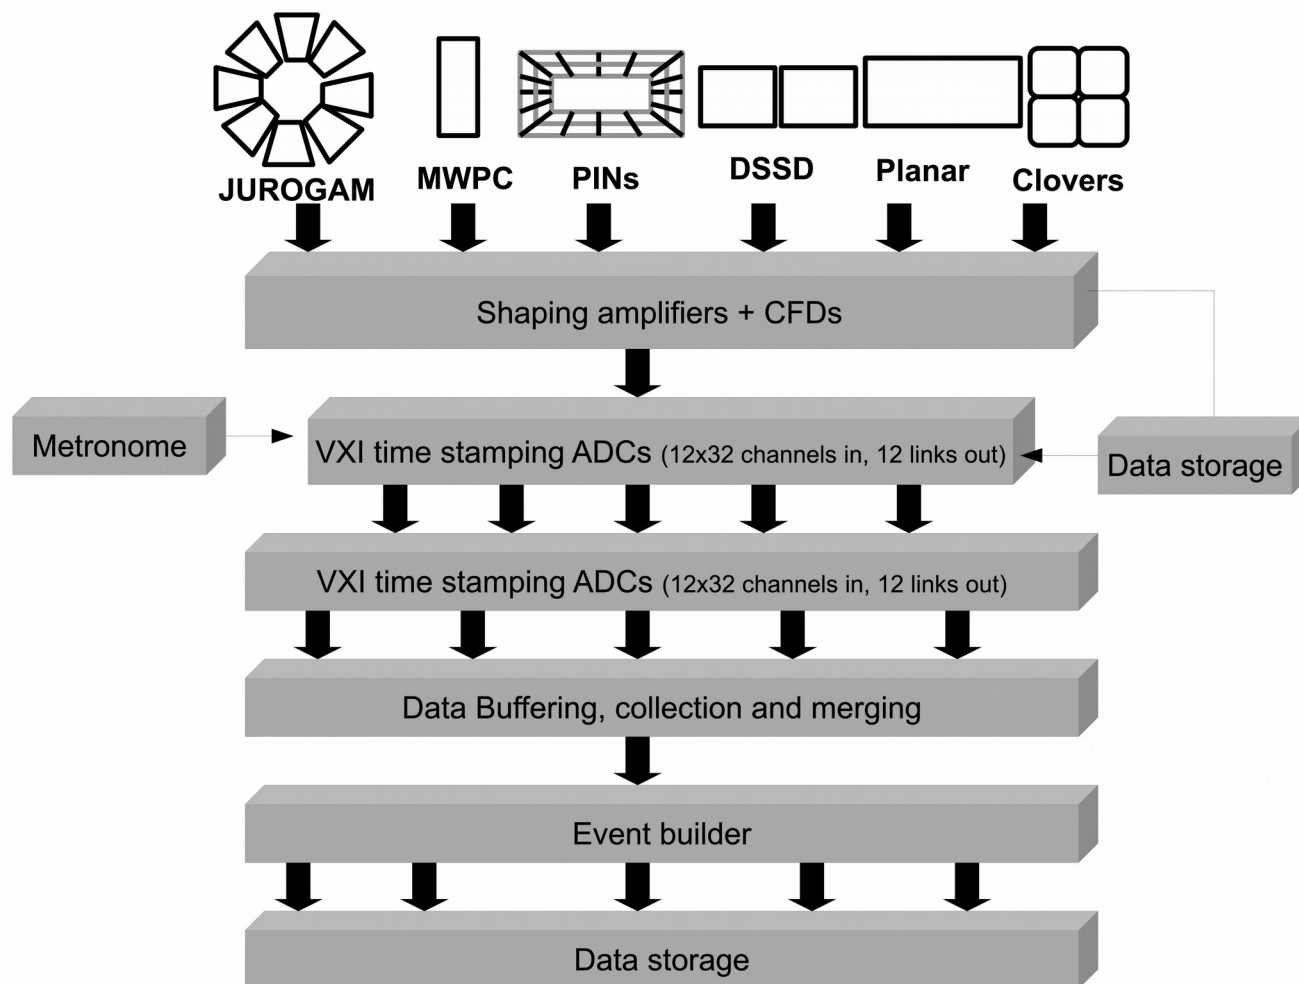 JUROGAM
MWPC
PINs
DSSD
Planar
Clovers
Shaping amplifiers + CFDs
Metronome
VXI time stamping ADCs (12x32 channels in, 12 links out)
Data storage
VXI time stamping ADCs (12x32 channels in, 12 links out)
Data Buffering, collection and merging
Event builder
Data storage